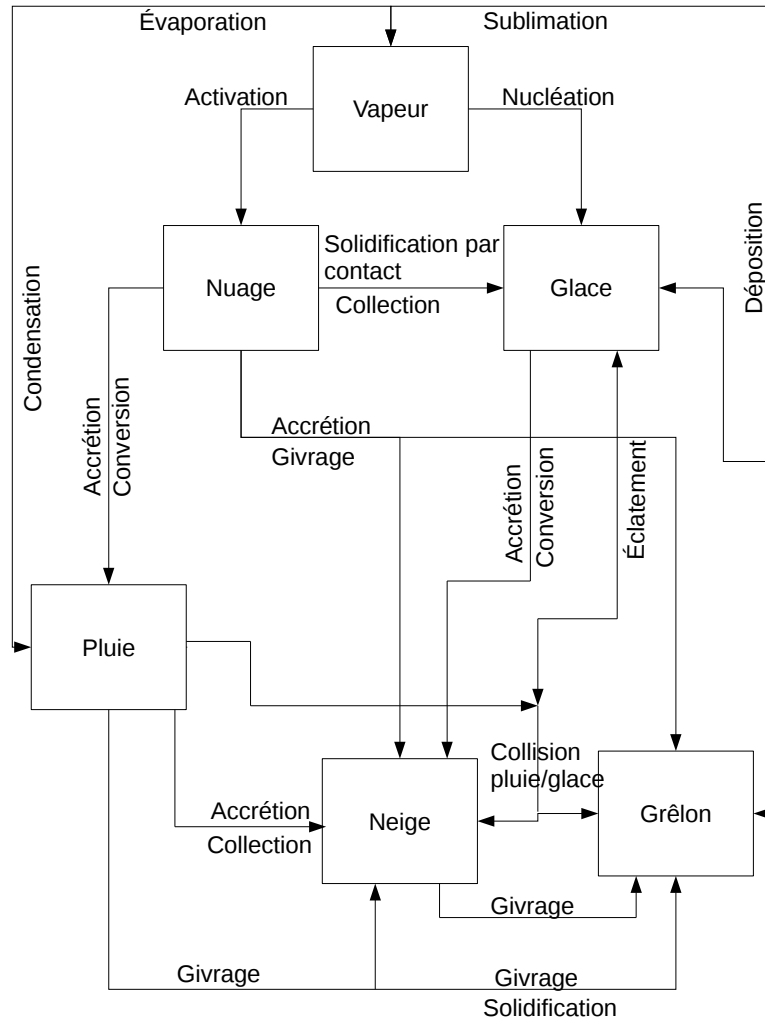 Évaporation
Sublimation
Activation
Vapeur
Nucléation
Condensation
Déposition
Nuage
Solidification par
contact
Collection
Glace
Accrétion
Conversion
Accrétion
Givrage
Accrétion
Conversion
Éclatement
Pluie
Collision
pluie/glace
Accrétion
Collection
Neige
Grêlon
Givrage
Givrage
Givrage
Solidification